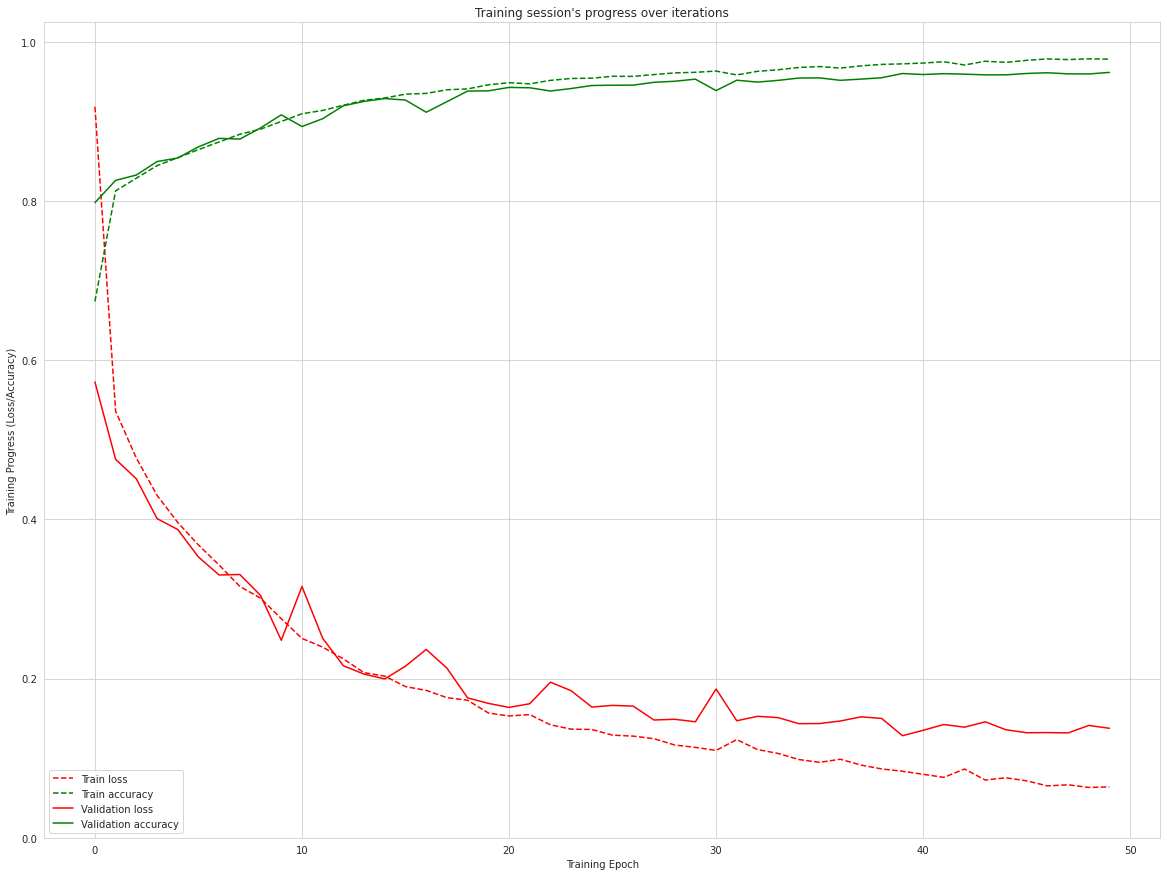 Training session's progress over iterations
Training Progress (Loss/Accuracy)
1.0
0.8
0.6
0.4
0.2
0.0
Train loss
Train accuracy
Validation loss
Validation accuracy
0 10 20 30 40 50
Training Epoch